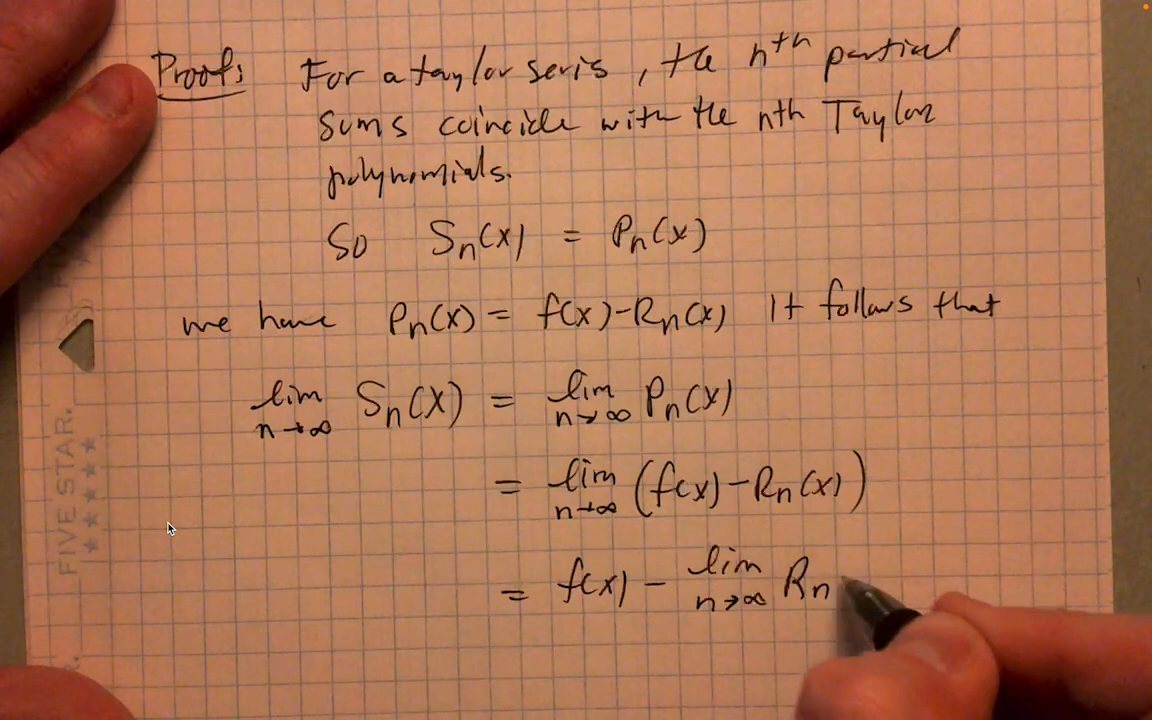 Proof: For a taylor seris, the nth partial
sums coincide with the nth Taylor
polynomials.
So Sn(x) = Pn(x)
we have Pn(x) = f(x)-Rn(x) It follows that
lim n→∞ Sn(x) = lim n→∞ Pn(x)
= lim n→∞ (f(x)-Rn(x))
= f(x) - lim n→∞ Rn
FIVE STAR.